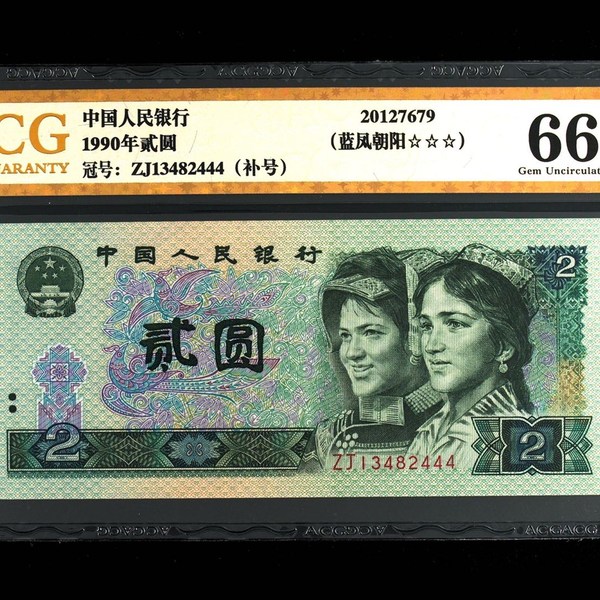 CG
WARRANTY
中国人民银行
1990年贰圆
冠号：ZJ13482444（补号）
20127679
（蓝凤朝阳☆☆☆）
66
Gem Uncirculat
中国人民银行
贰圆
2
2
2
ZJ13482444